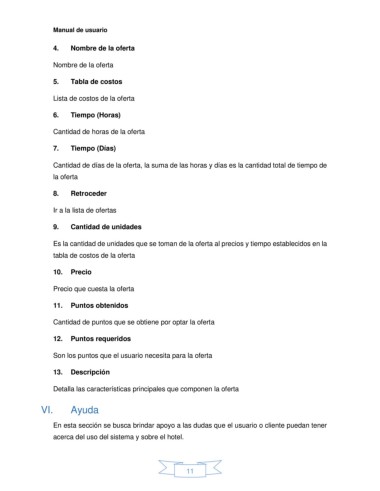 Manual de usuario
4. Nombre de la oferta
Nombre de la oferta
5. Tabla de costos
Lista de costos de la oferta
6. Tiempo (Horas)
Cantidad de horas de la oferta
7. Tiempo (Días)
Cantidad de días de la oferta, la suma de las horas y días es la cantidad total de tiempo de
la oferta
8. Retroceder
Ir a la lista de ofertas
9. Cantidad de unidades
Es la cantidad de unidades que se toman de la oferta al precios y tiempo establecidos en la
tabla de costos de la oferta
10. Precio
Precio que cuesta la oferta
11. Puntos obtenidos
Cantidad de puntos que se obtiene por optar la oferta
12. Puntos requeridos
Son los puntos que el usuario necesita para la oferta
13. Descripción
Detalla las características principales que componen la oferta
VI. Ayuda
En esta sección se busca brindar apoyo a las dudas que el usuario o cliente puedan tener
acerca del uso del sistema y sobre el hotel.
11